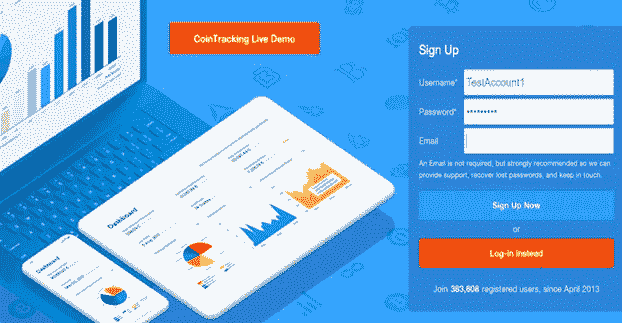 CoinTracking Live Demo
Sign Up
Username* TestAccount1
Password* ********
Email
An Email is not required, but strongly recommended so we can
provide support, recover lost passwords, and keep in touch.
Sign Up Now
or
Log-in instead
Join 383,608 registered users, since April 2013
Dashboard
Dashboard